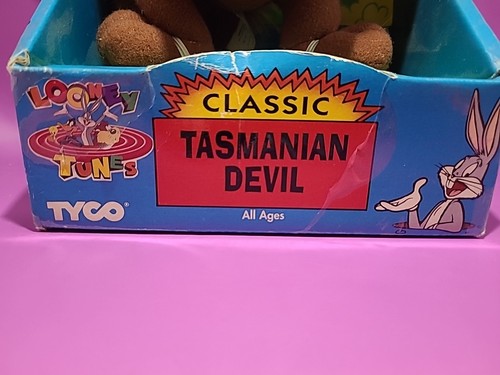 LOONEY
TUNES
TYCO®
CLASSIC
TASMANIAN
DEVIL
All Ages